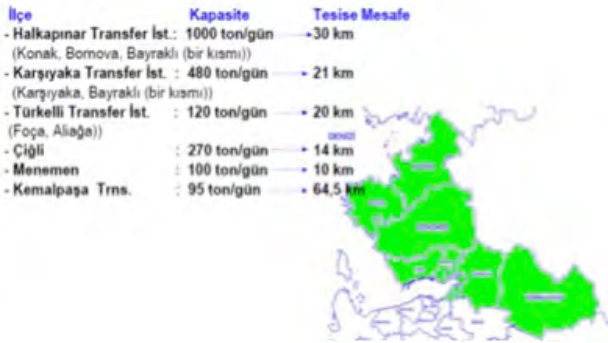 İlçe Kapasite Tesise Mesafe
- Halkapınar Transfer İst.: 1000 ton/gün 30 km
(Konak, Bornova, Bayraklı (bir kısmı))
- Karşıyaka Transfer İst. : 480 ton/gün 21 km
(Karşıyaka, Bayraklı (bir kısmı))
- Türkelli Transfer İst. : 120 ton/gün 20 km
(Foça, Aliağa))
- Çiğli : 270 ton/gün 14 km
- Menemen : 100 ton/gün 10 km
- Kemalpaşa Trns. : 95 ton/gün 64,5 km